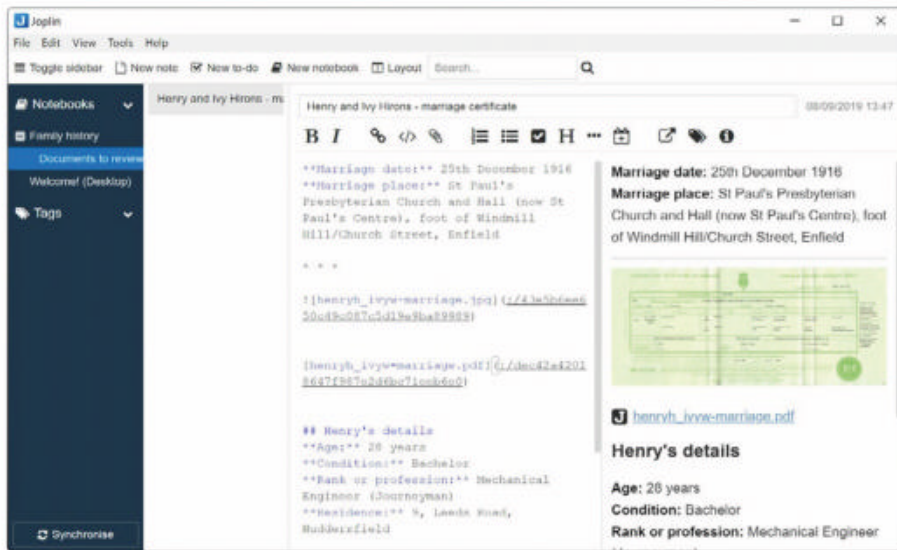 Joplin
File Edit View Tools Help
Toggle sidebar New note New to-do New notebook Layout Search...
Notebooks
Family history
Documents to review
Welcome! (Desktop)
Tags
Synchronise
Henry and Ivy Hirons - ma
Henry and Ivy Hirons - marriage certificate 08/09/2019 13:47
B I H
**Marriage date:** 25th December 1916
**Marriage place:** St Paul's
Presbyterian Church and Hall (now St
Paul's Centre), foot of Windmill
Hill/Church Street, Enfield
* * *
![henryh_ivyw-marriage.jpg](
[henryh_ivyw-marriage.pdf](
## Henry's details
**Age:** 28 years
**Condition:** Bachelor
**Rank or profession:** Mechanical
Engineer (Journeyman)
**Residence:** 9, Leeds Road,
Huddersfield
Marriage date: 25th December 1916
Marriage place: St Paul's Presbyterian
Church and Hall (now St Paul's Centre), foot
of Windmill Hill/Church Street, Enfield
henryh_ivyw-marriage.pdf
Henry's details
Age: 28 years
Condition: Bachelor
Rank or profession: Mechanical Engineer